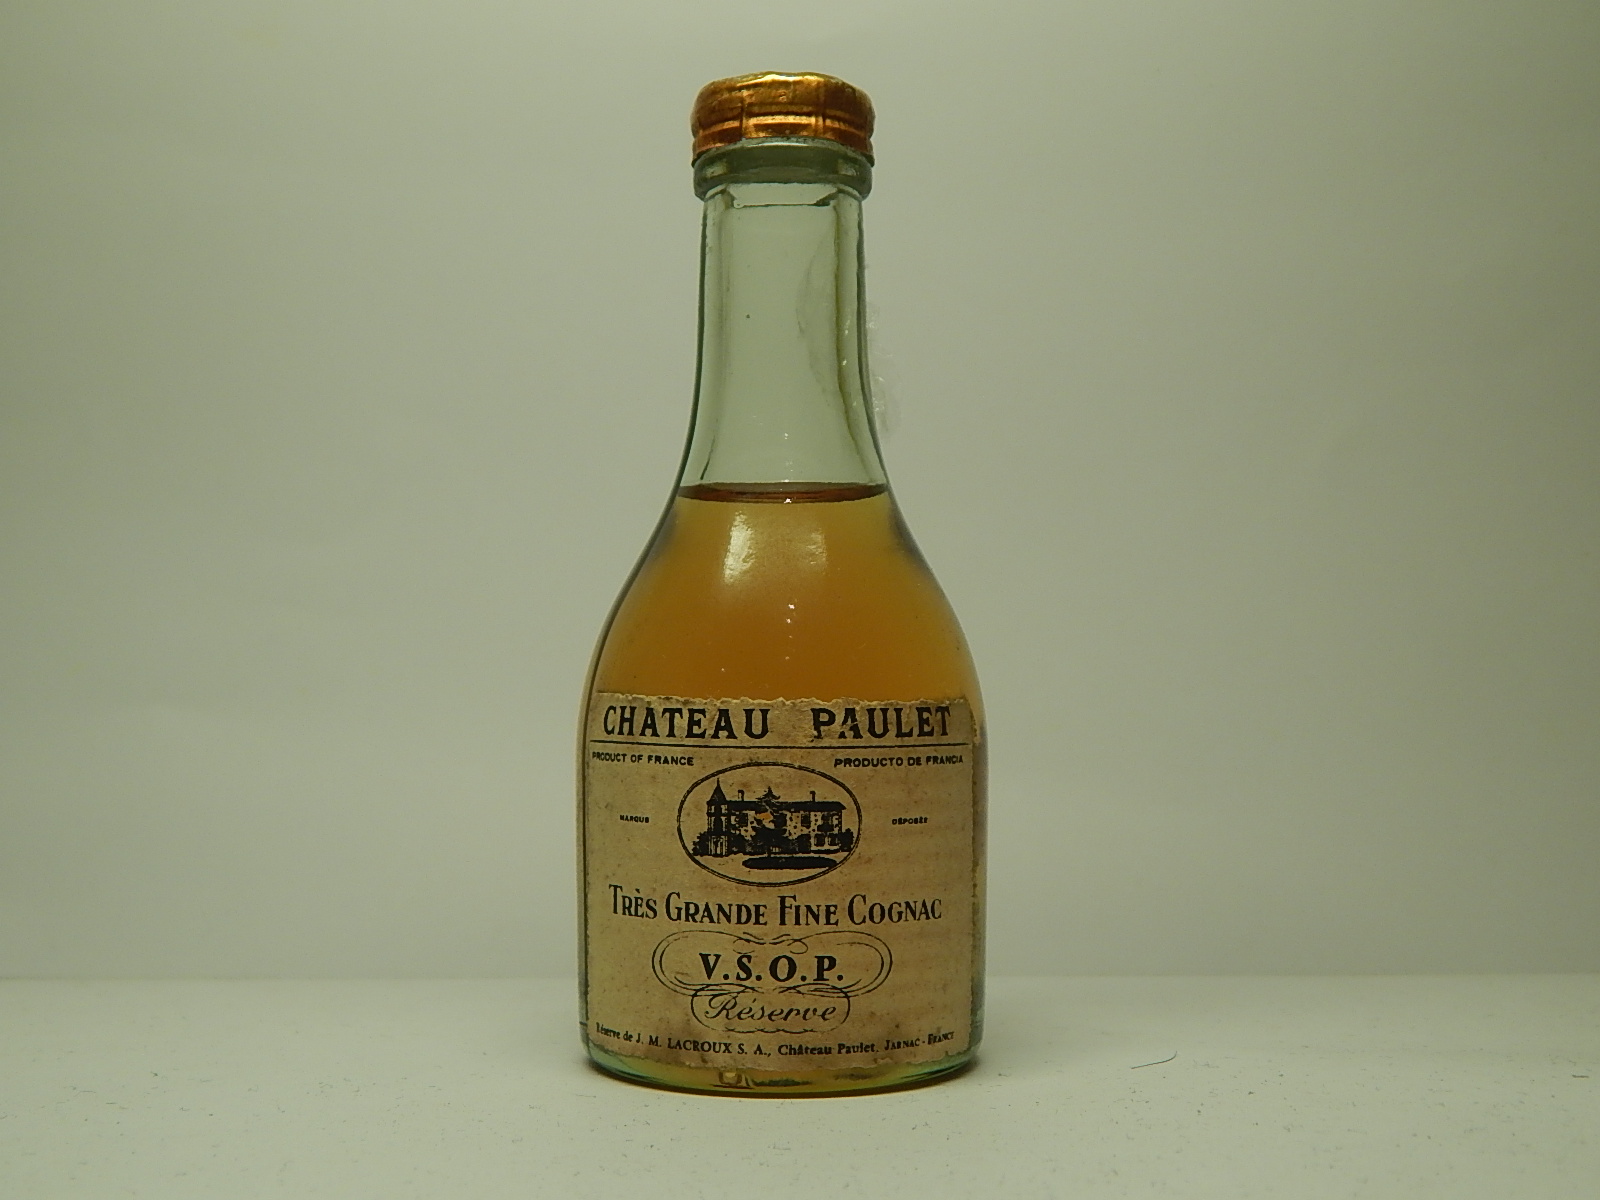 CHATEAU PAULET
PRODUCT OF FRANCE PRODUCTO DE FRANCIA
MARQUE DÉPOSÉE
TRÈS GRANDE FINE COGNAC
V.S.O.P.
Réserve
Réserve de J. M. LACROUX S. A., Château Paulet, JARNAC - FRANCE